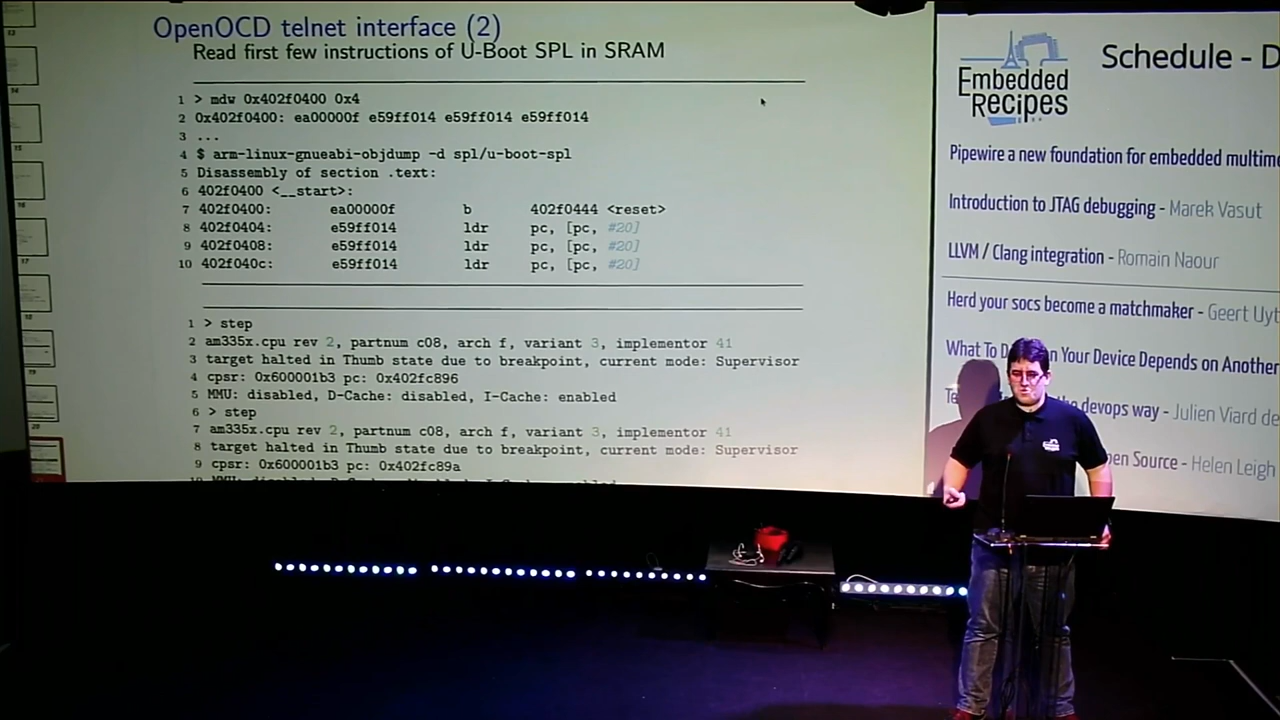 OpenOCD telnet interface (2)
Read first few instructions of U-Boot SPL in SRAM
1 > mdw 0x402f0400 0x4
2 0x402f0400: ea00000f e59ff014 e59ff014 e59ff014
3 ...
4 $ arm-linux-gnueabi-objdump -d spl/u-boot-spl
5 Disassembly of section .text:
6 402f0400 <__start>:
7 402f0400: ea00000f b 402f0444 <reset>
8 402f0404: e59ff014 ldr pc, [pc, #20]
9 402f0408: e59ff014 ldr pc, [pc, #20]
10 402f040c: e59ff014 ldr pc, [pc, #20]
1 > step
2 am335x.cpu rev 2, partnum c08, arch f, variant 3, implementor 41
3 target halted in Thumb state due to breakpoint, current mode: Supervisor
4 cpsr: 0x600001b3 pc: 0x402fc896
5 MMU: disabled, D-Cache: disabled, I-Cache: enabled
6 > step
7 am335x.cpu rev 2, partnum c08, arch f, variant 3, implementor 41
8 target halted in Thumb state due to breakpoint, current mode: Supervisor
9 cpsr: 0x600001b3 pc: 0x402fc89a
Embedded
Recipes
Schedule - D
Pipewire a new foundation for embedded multime
Introduction to JTAG debugging - Marek Vasut
LLVM / Clang integration - Romain Naour
Herd your socs become a matchmaker - Geert Uyt
What To D n Your Device Depends on Another
Te he devops way - Julien Viard de
pen Source - Helen Leigh